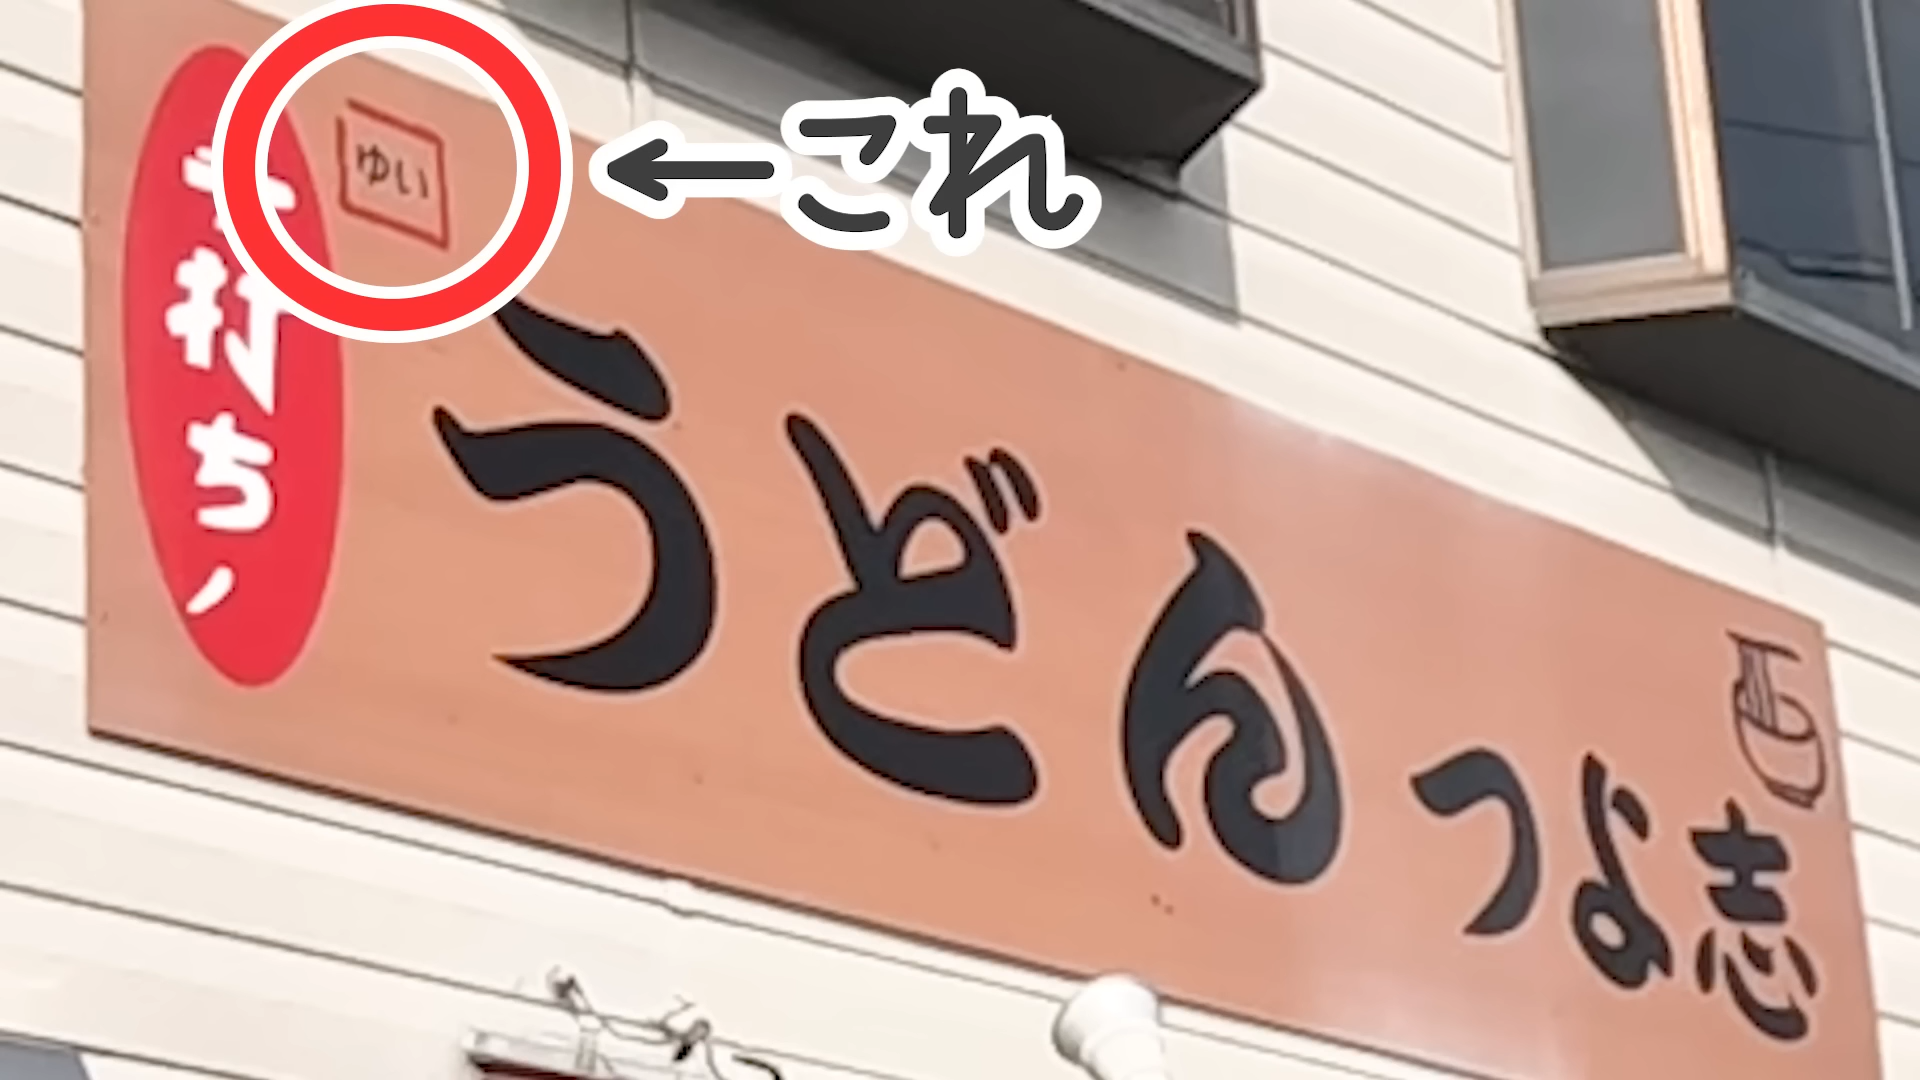 ←これ
ゆい
打ち
うどん つよ志